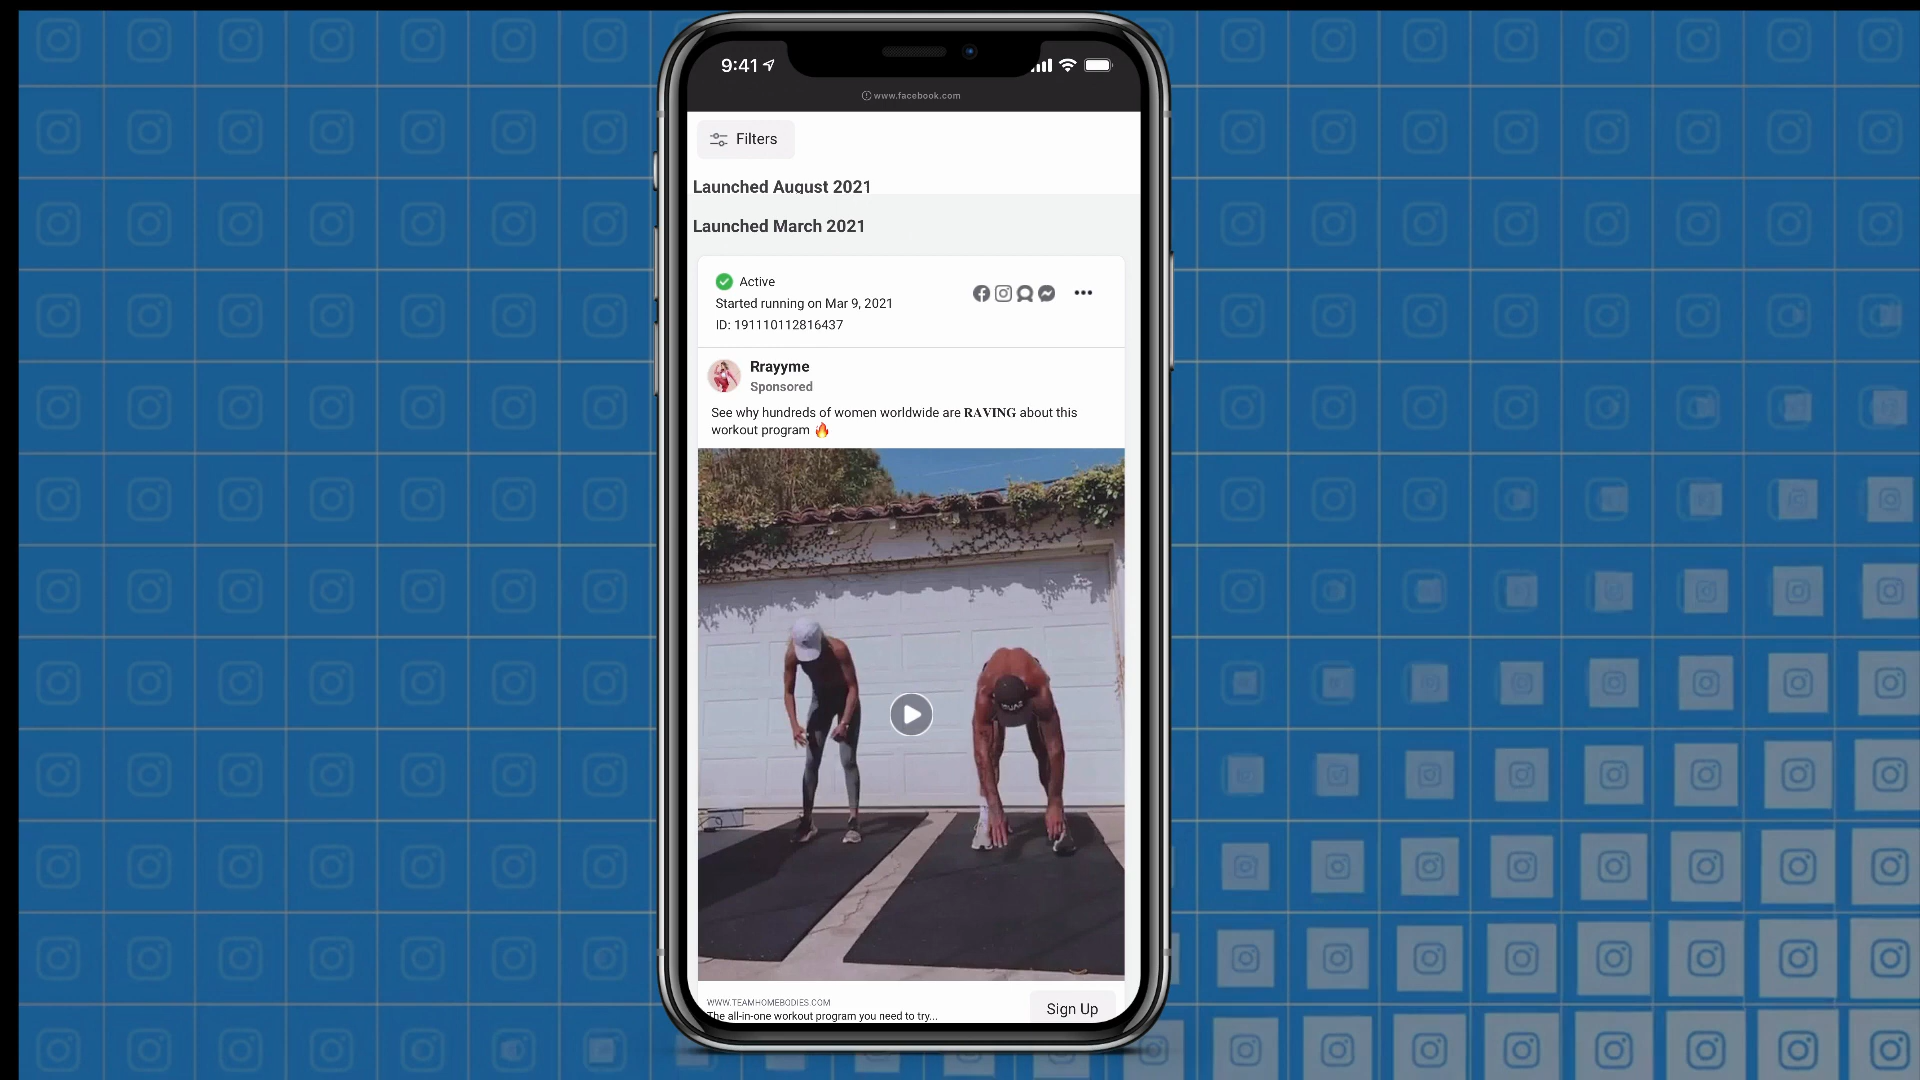 9:41
www.facebook.com
Filters
Launched August 2021
Launched March 2021
Active
Started running on Mar 9, 2021
ID: 191110112816437
Rrayyme
Sponsored
See why hundreds of women worldwide are RAVING about this
workout program 🔥
WWW.TEAMHOMEBODIES.COM
The all-in-one workout program you need to try...
Sign Up